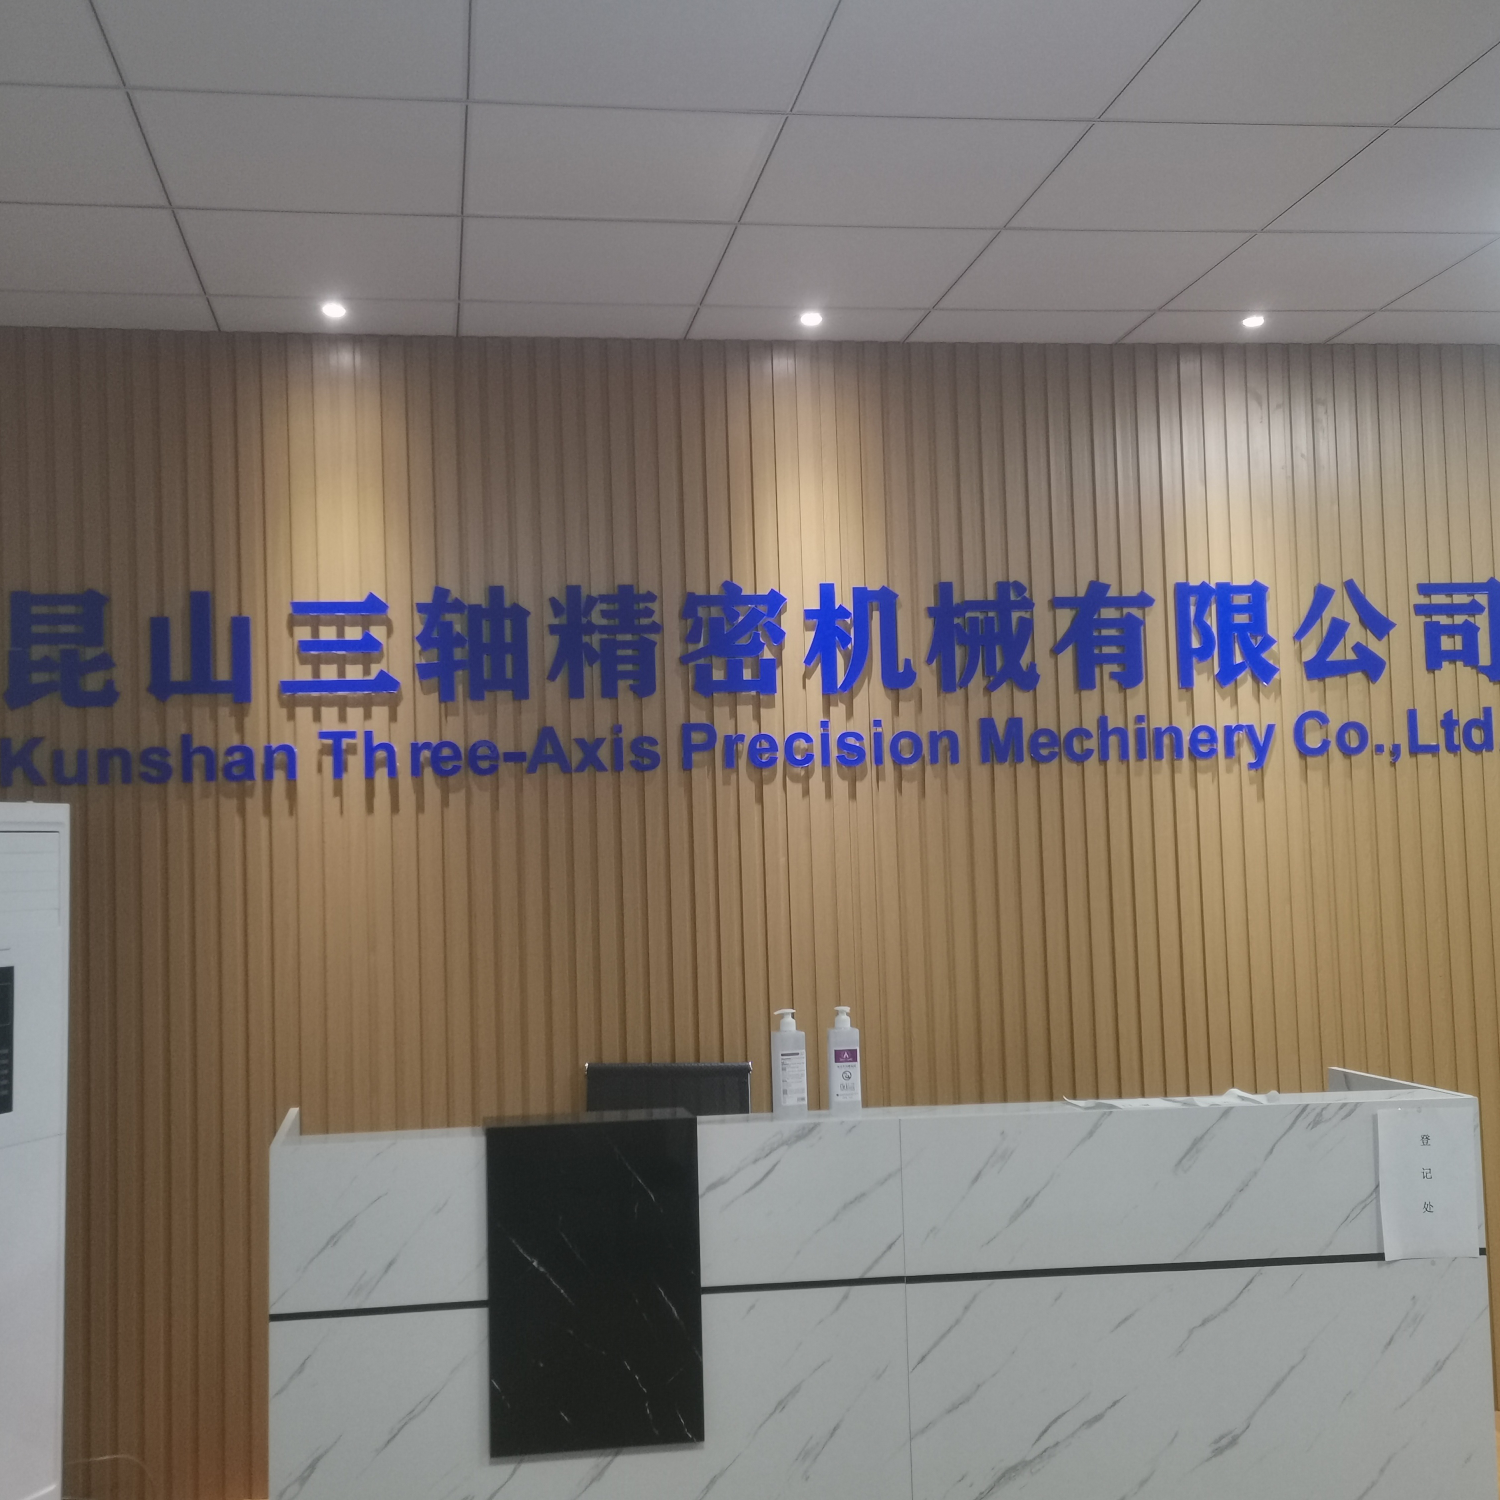 昆山三轴精密机械有限公司
Kunshan Three-Axis Precision Mechinery Co.,Ltd
登
记
处